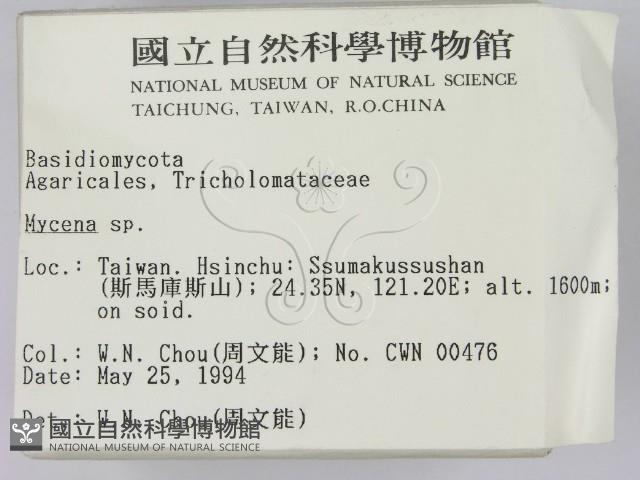 國立自然科學博物館
NATIONAL MUSEUM OF NATURAL SCIENCE
TAICHUNG, TAIWAN, R.O.CHINA
Basidiomycota
Agaricales, Tricholomataceae
Mycena sp.
Loc.: Taiwan. Hsinchu: Ssumakussushan
(斯馬庫斯山); 24.35N, 121.20E; alt. 1600m;
on soid.
Col.: W.N. Chou(周文能); No. CWN 00476
Date: May 25, 1994
Det.: W.N. Chou(周文能)
國立自然科學博物館
NATIONAL MUSEUM OF NATURAL SCIENCE